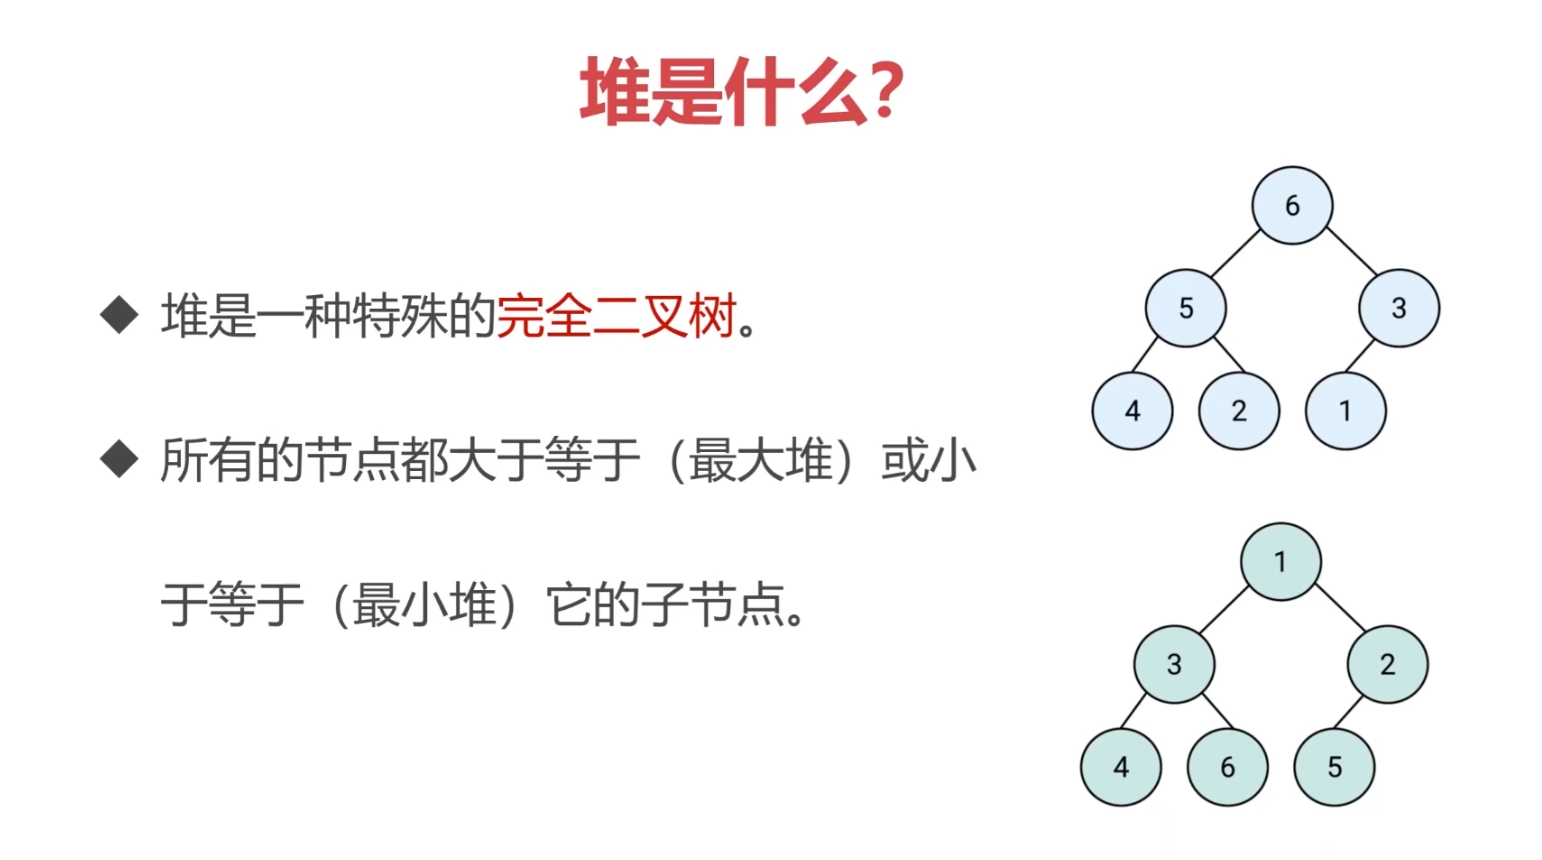 堆是什么?
◆ 堆是一种特殊的完全二叉树。
◆ 所有的节点都大于等于（最大堆）或小
于等于（最小堆）它的子节点。
6
5 3
4 2 1
1
3 2
4 6 5